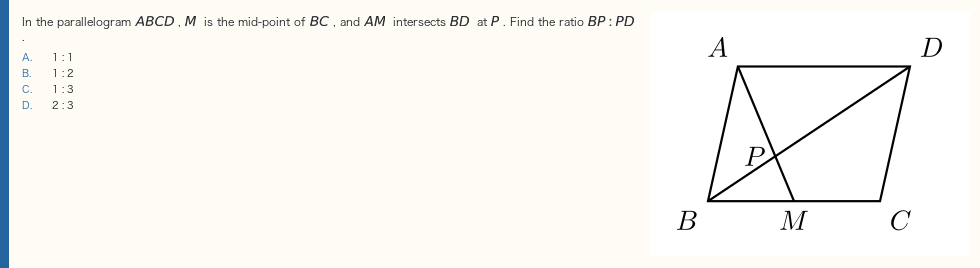 In the parallelogram ABCD , M is the mid-point of BC , and AM intersects BD at P . Find the ratio BP : PD
.
A. 1 : 1
B. 1 : 2
C. 1 : 3
D. 2 : 3
A
D
P
B
M
C